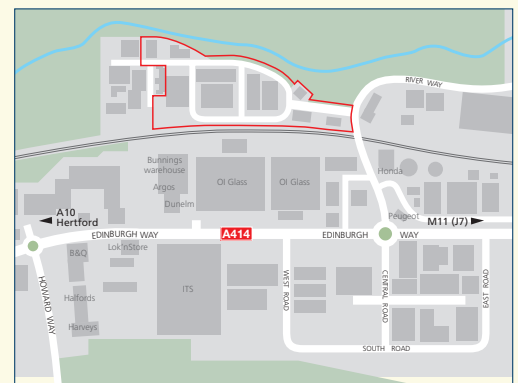 RIVER WAY
Bunnings
warehouse
Argos
Dunelm
OI Glass
OI Glass
Honda
Peugeot
A10
Hertford
M11 (J7)
EDINBURGH WAY
A414
EDINBURGH WAY
Lok'nStore
B&Q
Halfords
Harveys
HOWARD WAY
ITS
WEST ROAD
CENTRAL ROAD
EAST ROAD
SOUTH ROAD